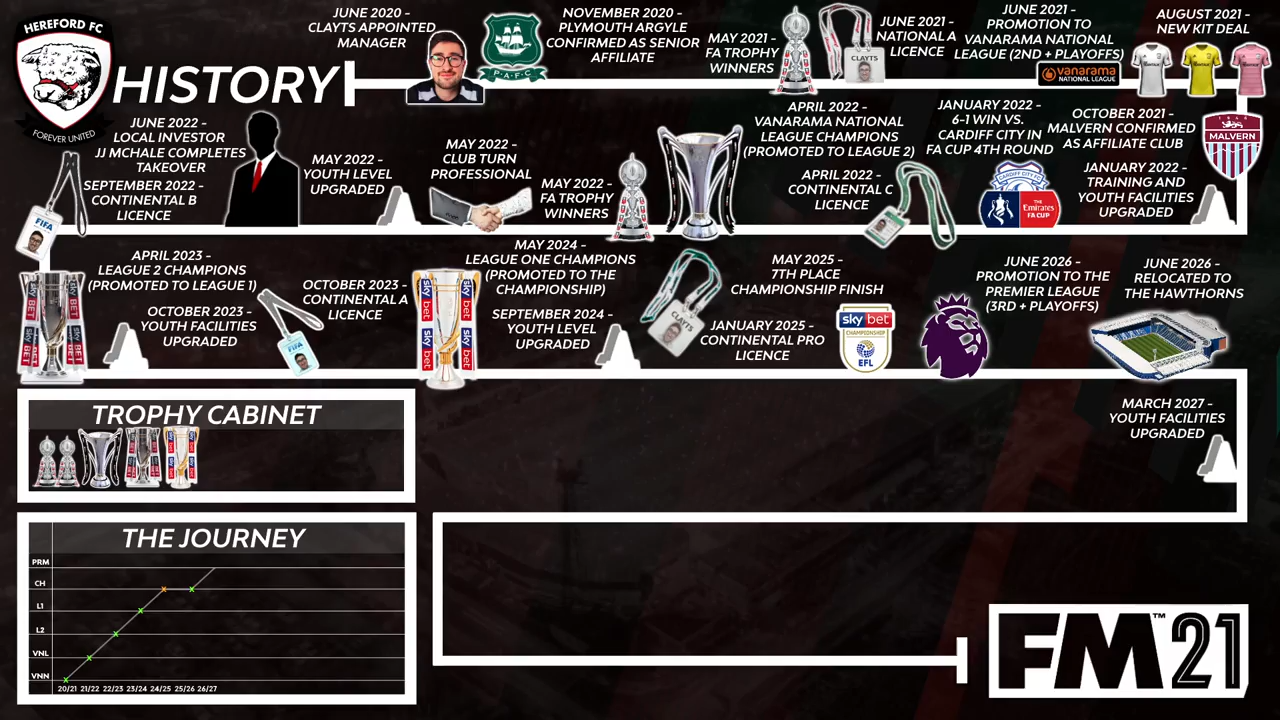 HEREFORD FC
FOREVER UNITED
HISTORY
JUNE 2020 -
CLAYTS APPOINTED
MANAGER
NOVEMBER 2020 -
PLYMOUTH ARGYLE
CONFIRMED AS SENIOR
AFFILIATE
P.A.F.C
MAY 2021 -
FA TROPHY
WINNERS
CLAYTS
JUNE 2021 -
NATIONAL A
LICENCE
JUNE 2021 -
PROMOTION TO
VANARAMA NATIONAL
LEAGUE (2ND + PLAYOFFS)
vanarama
NATIONAL LEAGUE
AUGUST 2021 -
NEW KIT DEAL
OCTOBER 2021 -
MALVERN CONFIRMED
AS AFFILIATE CLUB
1946
MALVERN
JANUARY 2022 -
TRAINING AND
YOUTH FACILITIES
UPGRADED
JANUARY 2022 -
6-1 WIN VS.
CARDIFF CITY IN
FA CUP 4TH ROUND
CARDIFF CITY FC
THE
Emirates
FA CUP
APRIL 2022 -
VANARAMA NATIONAL
LEAGUE CHAMPIONS
(PROMOTED TO LEAGUE 2)
APRIL 2022 -
CONTINENTAL C
LICENCE
MAY 2022 -
FA TROPHY
WINNERS
MAY 2022 -
CLUB TURN
PROFESSIONAL
MAY 2022 -
YOUTH LEVEL
UPGRADED
JUNE 2022 -
LOCAL INVESTOR
JJ MCHALE COMPLETES
TAKEOVER
SEPTEMBER 2022 -
CONTINENTAL B
LICENCE
FIFA
APRIL 2023 -
LEAGUE 2 CHAMPIONS
(PROMOTED TO LEAGUE 1)
sky bet
OCTOBER 2023 -
YOUTH FACILITIES
UPGRADED
OCTOBER 2023 -
CONTINENTAL A
LICENCE
FIFA
sky bet
MAY 2024 -
LEAGUE ONE CHAMPIONS
(PROMOTED TO THE
CHAMPIONSHIP)
SEPTEMBER 2024 -
YOUTH LEVEL
UPGRADED
CLAYTS
JANUARY 2025 -
CONTINENTAL PRO
LICENCE
MAY 2025 -
7TH PLACE
CHAMPIONSHIP FINISH
sky bet
CHAMPIONSHIP
EFL
JUNE 2026 -
PROMOTION TO THE
PREMIER LEAGUE
(3RD + PLAYOFFS)
JUNE 2026 -
RELOCATED TO
THE HAWTHORNS
MARCH 2027 -
YOUTH FACILITIES
UPGRADED
TROPHY CABINET
THE JOURNEY
PRM
CH
L1
L2
VNL
VNN
20/21 21/22 22/23 23/24 24/25 25/26 26/27
FM™21